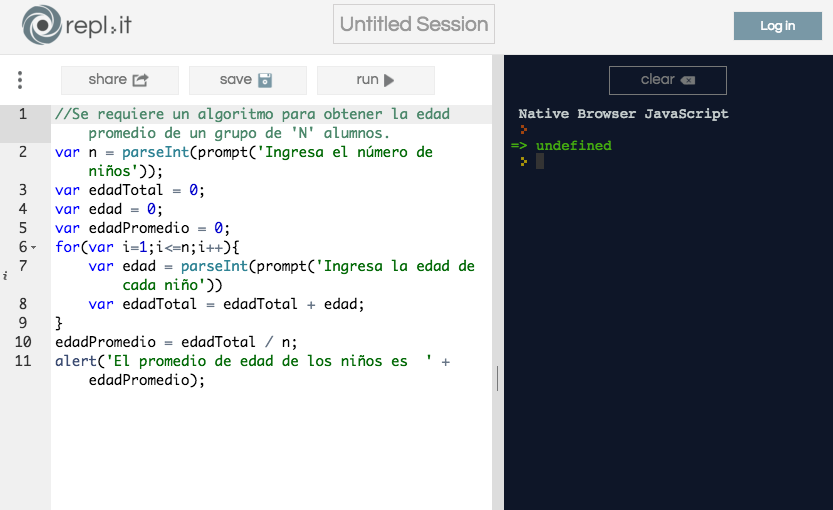 repl.it
Untitled Session
Log in
share
save
run
clear
1 //Se requiere un algoritmo para obtener la edad
promedio de un grupo de 'N' alumnos.
2 var n = parseInt(prompt('Ingresa el número de
niños'));
3 var edadTotal = 0;
4 var edad = 0;
5 var edadPromedio = 0;
6 for(var i=1;i<=n;i++){
7 var edad = parseInt(prompt('Ingresa la edad de
cada niño'))
8 var edadTotal = edadTotal + edad;
9 }
10 edadPromedio = edadTotal / n;
11 alert('El promedio de edad de los niños es  ' +
edadPromedio);
i
Native Browser JavaScript
=> undefined